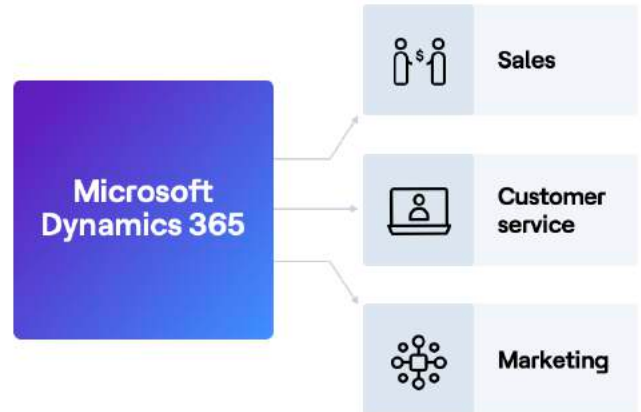 Microsoft
Dynamics 365
$
Sales
Customer
service
Marketing